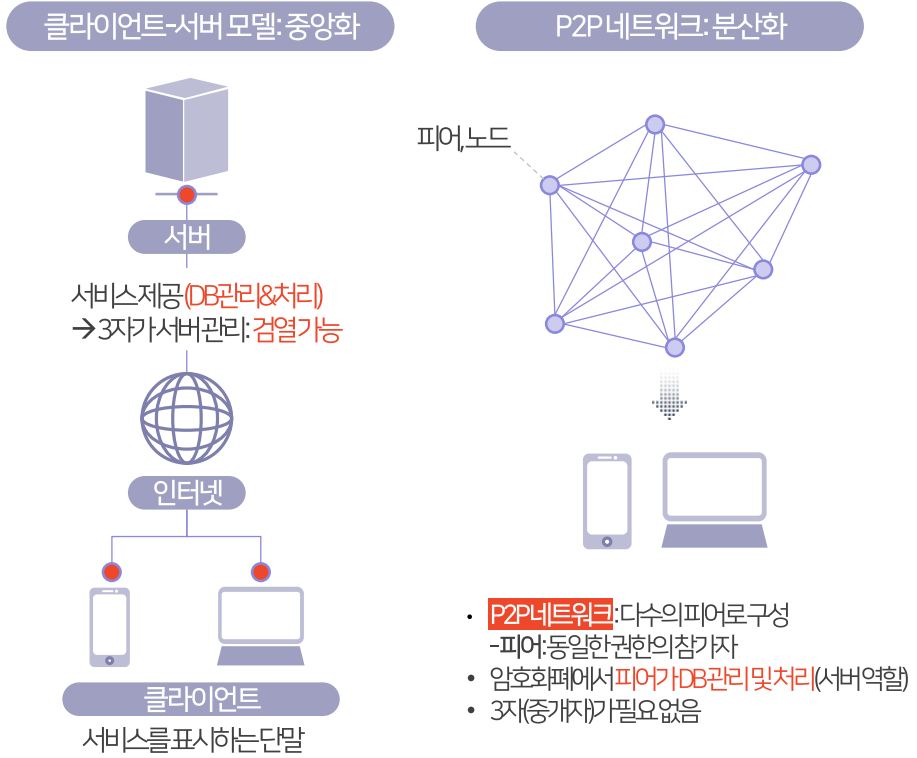 클라이언트-서버 모델: 중앙화
서버
서비스 제공(DB관리&처리)
→ 3자가 서버 관리: 검열 가능
인터넷
클라이언트
서비스를 표시하는 단말
P2P 네트워크: 분산화
피어, 노드
• P2P 네트워크: 다수의 피어로 구성
-피어: 동일한 권한의 참가자
• 암호화폐에서 피어가 DB 관리 및 처리(서버 역할)
• 3자(중개자)가 필요 없음